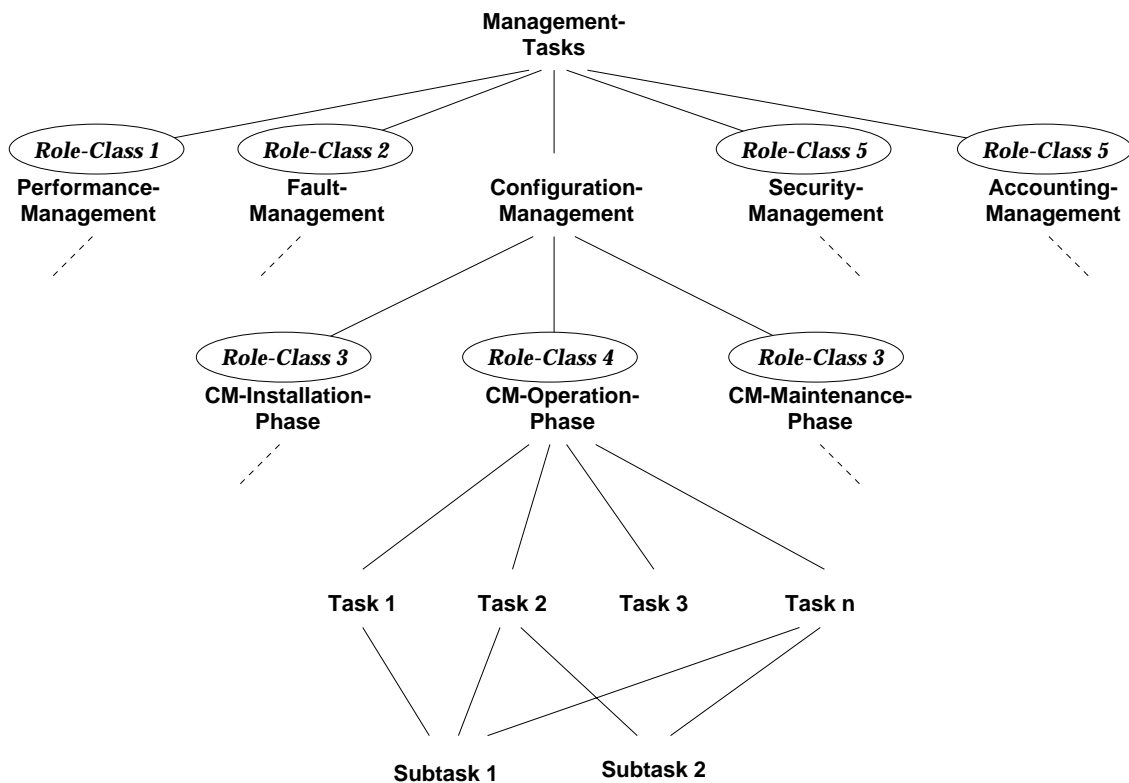 Management-
Tasks
Role-Class 1
Role-Class 2
Role-Class 5
Role-Class 5
Performance-
Management
Fault-
Management
Configuration-
Management
Security-
Management
Accounting-
Management
Role-Class 3
Role-Class 4
Role-Class 3
CM-Installation-
Phase
CM-Operation-
Phase
CM-Maintenance-
Phase
Task 1
Task 2
Task 3
Task n
Subtask 1
Subtask 2